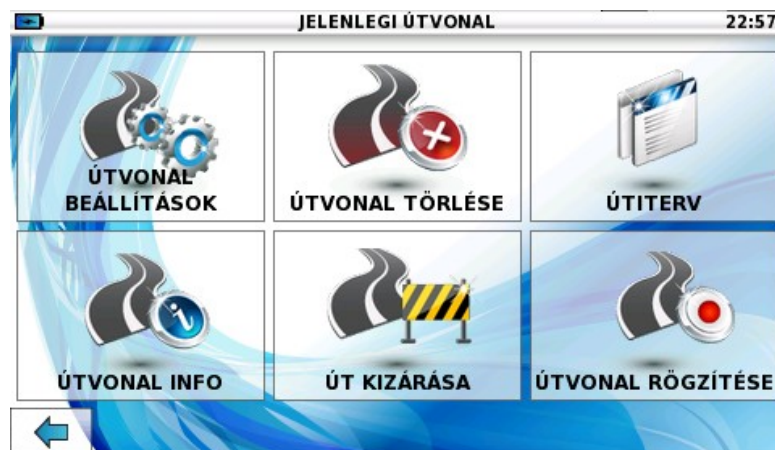 JELENLEGI ÚTVONAL
22:57
ÚTVONAL
BEÁLLÍTÁSOK
ÚTVONAL TÖRLÉSE
ÚTITERV
ÚTVONAL INFO
ÚT KIZÁRÁSA
ÚTVONAL RÖGZÍTÉSE